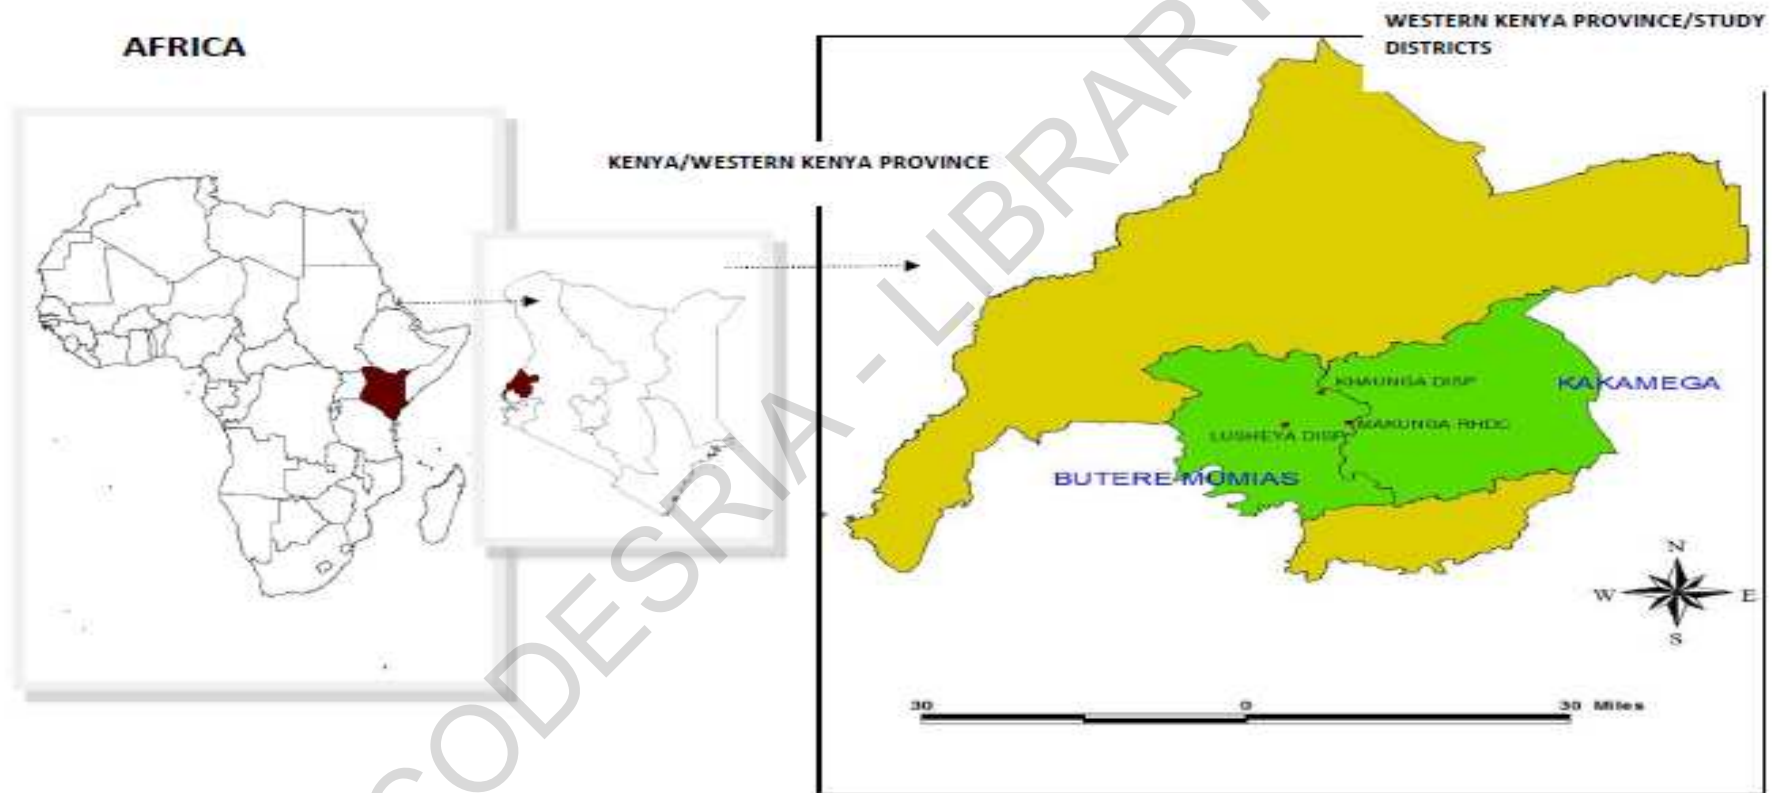 AFRICA
WESTERN KENYA PROVINCE/STUDY
DISTRICTS
KENYA/WESTERN KENYA PROVINCE
KHAUNGA DISP
KAKAMEGA
MAKUNGA RHDC
LUSHEYA DISP
BUTERE MUMIAS
N
W
E
S
30 0 30 Miles
CODESRIA - LIBRAR